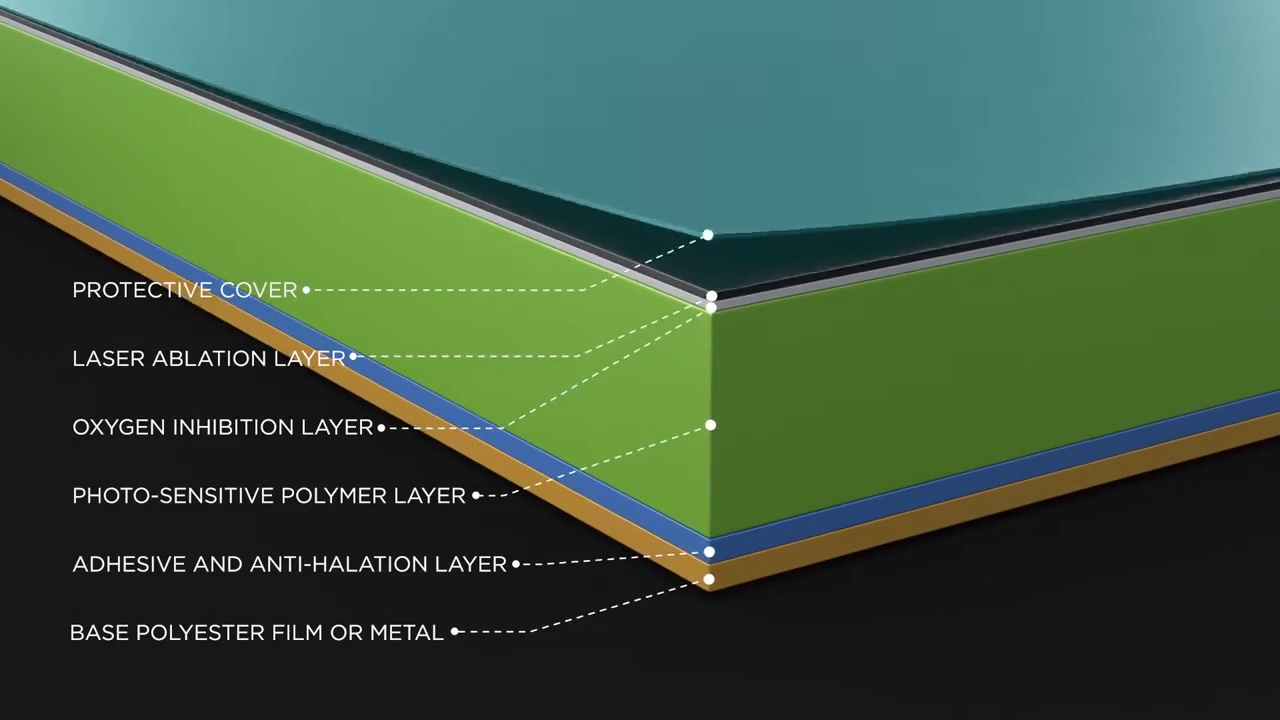 PROTECTIVE COVER
LASER ABLATION LAYER
OXYGEN INHIBITION LAYER
PHOTO-SENSITIVE POLYMER LAYER
ADHESIVE AND ANTI-HALATION LAYER
BASE POLYESTER FILM OR METAL